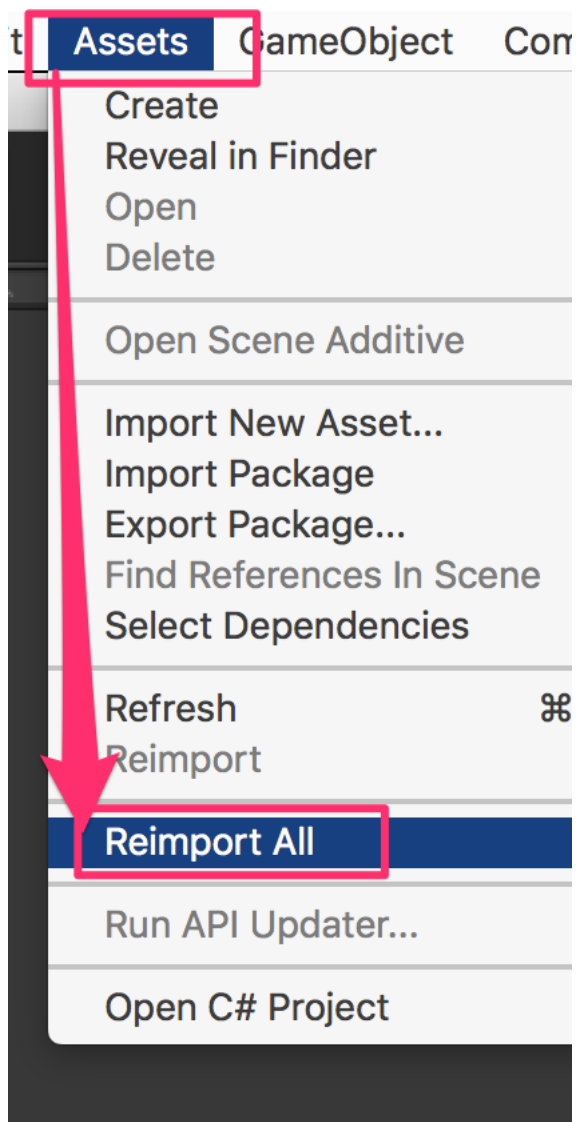 t Assets GameObject Com
Create
Reveal in Finder
Open
Delete
Open Scene Additive
Import New Asset...
Import Package
Export Package...
Find References In Scene
Select Dependencies
Refresh ⌘
Reimport
Reimport All
Run API Updater...
Open C# Project